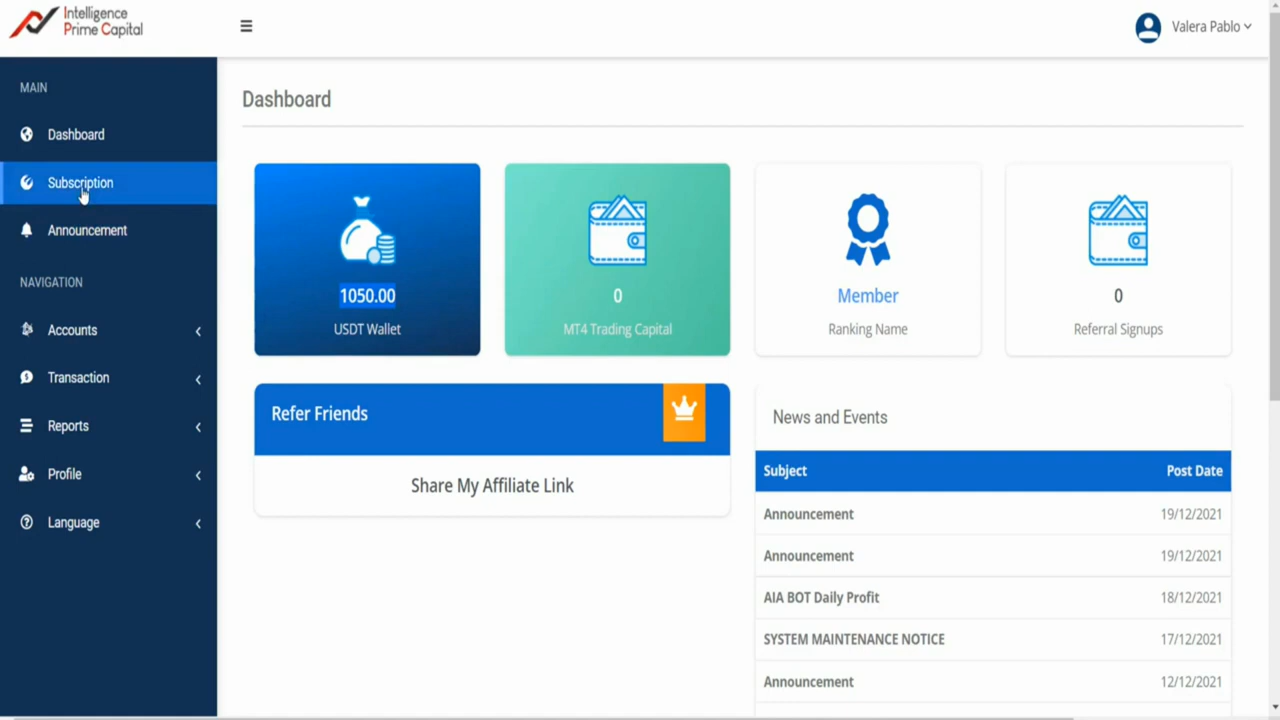 Intelligence
Prime Capital
Valera Pablo
MAIN
Dashboard
Subscription
Announcement
NAVIGATION
Accounts
Transaction
Reports
Profile
Language
Dashboard
1050.00
USDT Wallet
0
MT4 Trading Capital
Member
Ranking Name
0
Referral Signups
Refer Friends
Share My Affiliate Link
News and Events
Subject Post Date
Announcement 19/12/2021
Announcement 19/12/2021
AIA BOT Daily Profit 18/12/2021
SYSTEM MAINTENANCE NOTICE 17/12/2021
Announcement 12/12/2021